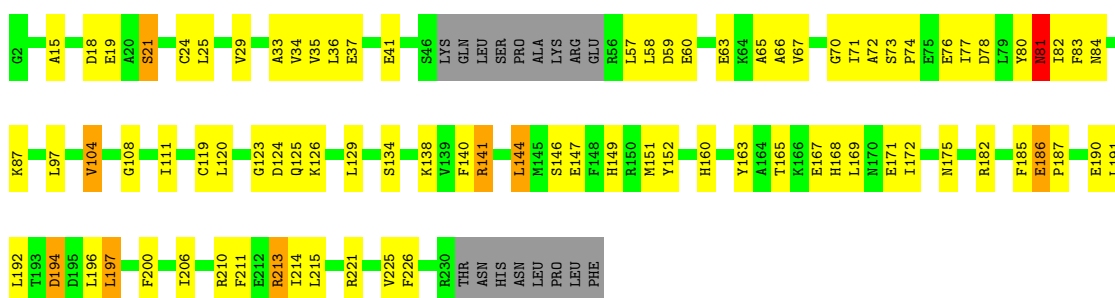 G2 A15 D18 E19 A20 S21 C24 L25 V29 A33 V34 V35 L36 E37 E41 S46 LYS GLN LEU SER PRO ALA LYS ARG GLU R56 L57 L58 D59 E60 E63 K64 A65 A66 V67 G70 I71 A72 S73 P74 E75 E76 I77 D78 L79 Y80 N81 I82 F83 N84
K87 L97 V104 G108 I111 C119 L120 G123 D124 Q125 K126 L129 S134 K138 V139 F140 R141 L144 M145 S146 E147 F148 H149 R150 M151 Y152 H160 Y163 A164 T165 K166 E167 H168 L169 N170 E171 I172 N175 R182 F185 E186 P187 E190 L191
L192 T193 D194 D195 L196 L197 F200 I206 R210 F211 E212 R213 I214 L215 R221 V225 F226 R230 THR ASN HIS ASN LEU PRO LEU PHE